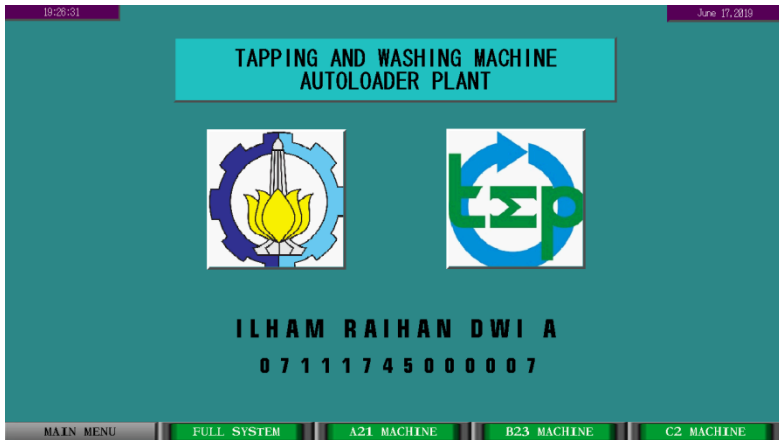 19:26:31
June 17.2019
TAPPING AND WASHING MACHINE
AUTOLOADER PLANT
tep
ILHAM RAIHAN DWI A
07111745000007
MAIN MENU
FULL SYSTEM
A21 MACHINE
B23 MACHINE
C2 MACHINE